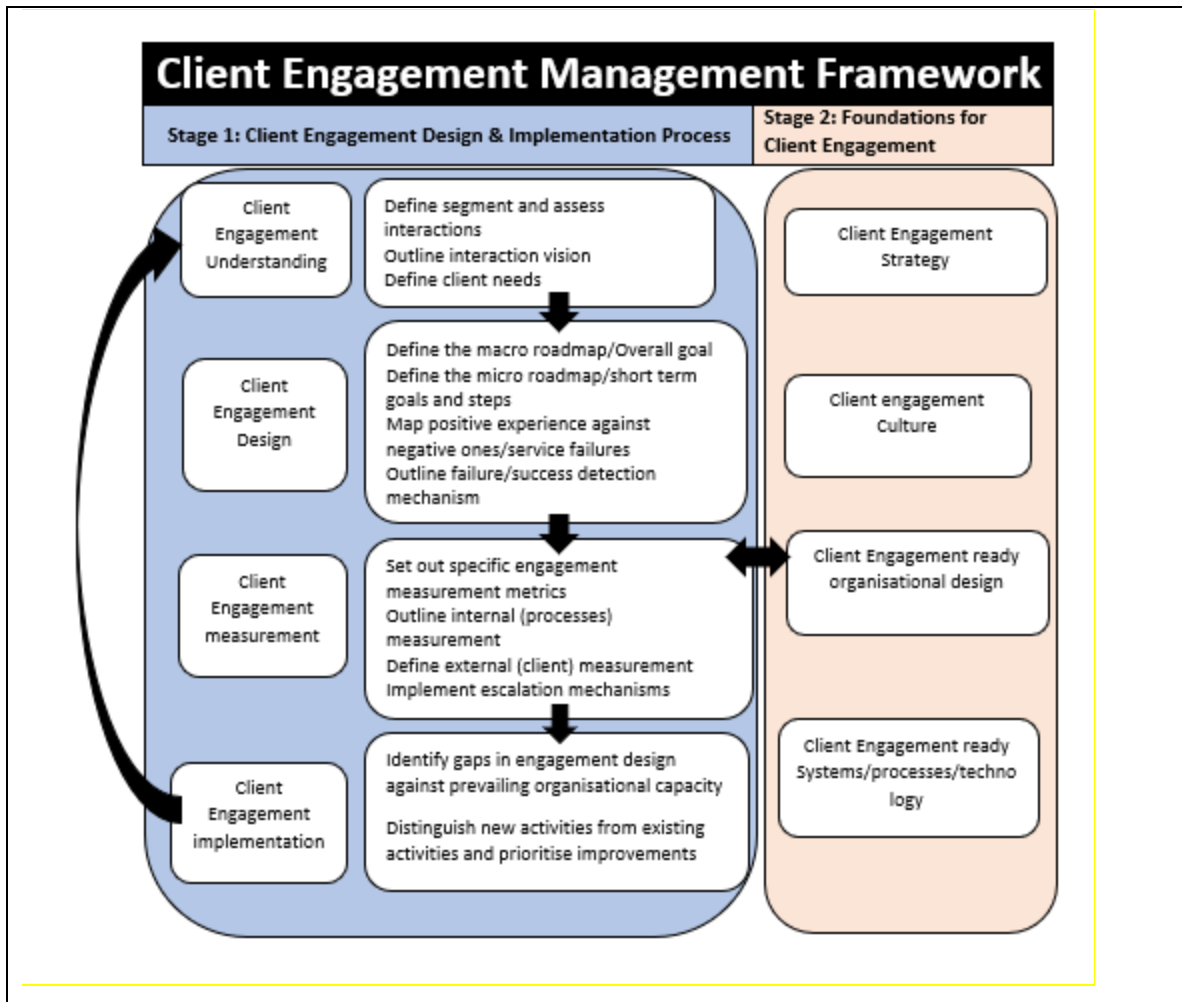 Client Engagement Management Framework
Stage 1: Client Engagement Design & Implementation Process
Stage 2: Foundations for
Client Engagement
Client
Engagement
Understanding
Define segment and assess
interactions
Outline interaction vision
Define client needs
Client
Engagement
Design
Define the macro roadmap/Overall goal
Define the micro roadmap/short term
goals and steps
Map positive experience against
negative ones/service failures
Outline failure/success detection
mechanism
Client
Engagement
measurement
Set out specific engagement
measurement metrics
Outline internal (processes)
measurement
Define external (client) measurement
Implement escalation mechanisms
Client
Engagement
implementation
Identify gaps in engagement design
against prevailing organisational capacity
Distinguish new activities from existing
activities and prioritise improvements
Client Engagement
Strategy
Client engagement
Culture
Client Engagement ready
organisational design
Client Engagement ready
Systems/processes/techno
logy